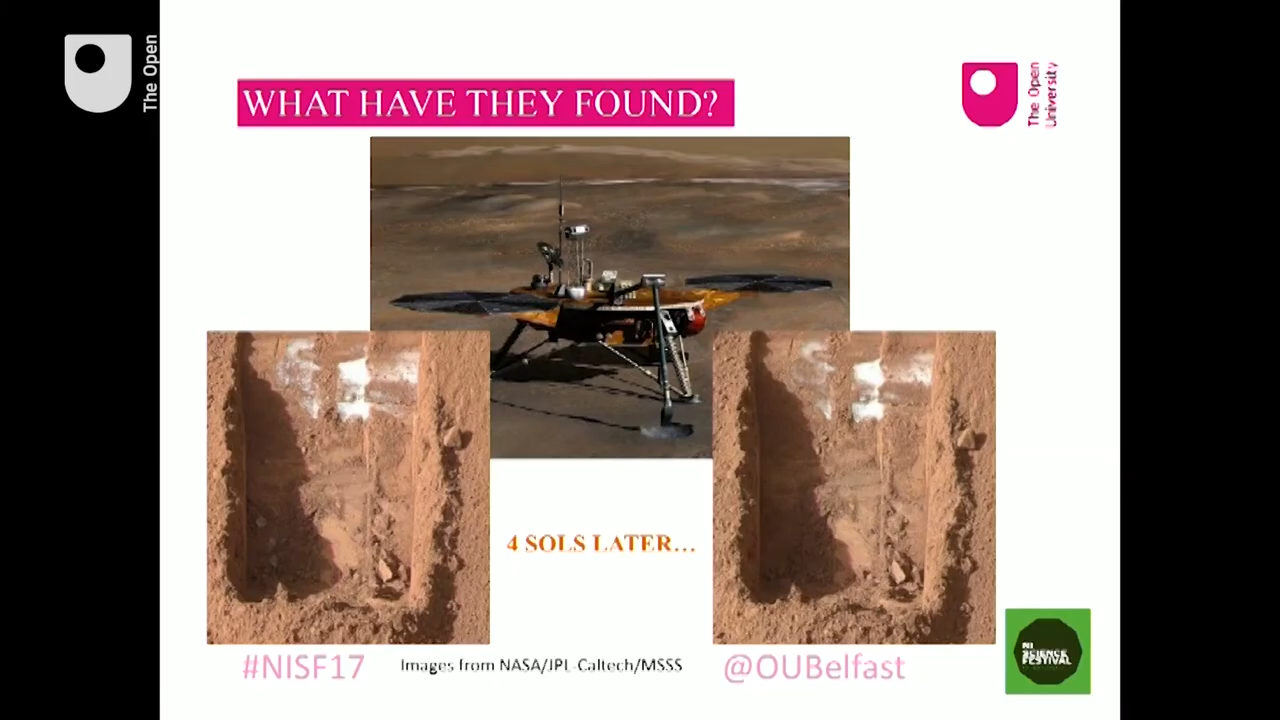 The Open
WHAT HAVE THEY FOUND?
The Open
University
4 SOLS LATER...
#NISF17
Images from NASA/JPL-Caltech/MSSS
@OUBelfast
NI
SCIENCE
FESTIVAL